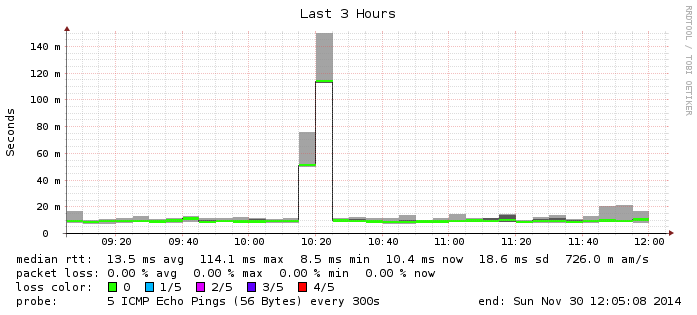 Last 3 Hours
RRDTOOL / TOBI OETIKER
Seconds
140 m
120 m
100 m
80 m
60 m
40 m
20 m
0
09:20 09:40 10:00 10:20 10:40 11:00 11:20 11:40 12:00
median rtt: 13.5 ms avg 114.1 ms max 8.5 ms min 10.4 ms now 18.6 ms sd 726.0 m am/s
packet loss: 0.00 % avg 0.00 % max 0.00 % min 0.00 % now
loss color: 0 1/5 2/5 3/5 4/5
probe: 5 ICMP Echo Pings (56 Bytes) every 300s end: Sun Nov 30 12:05:08 2014